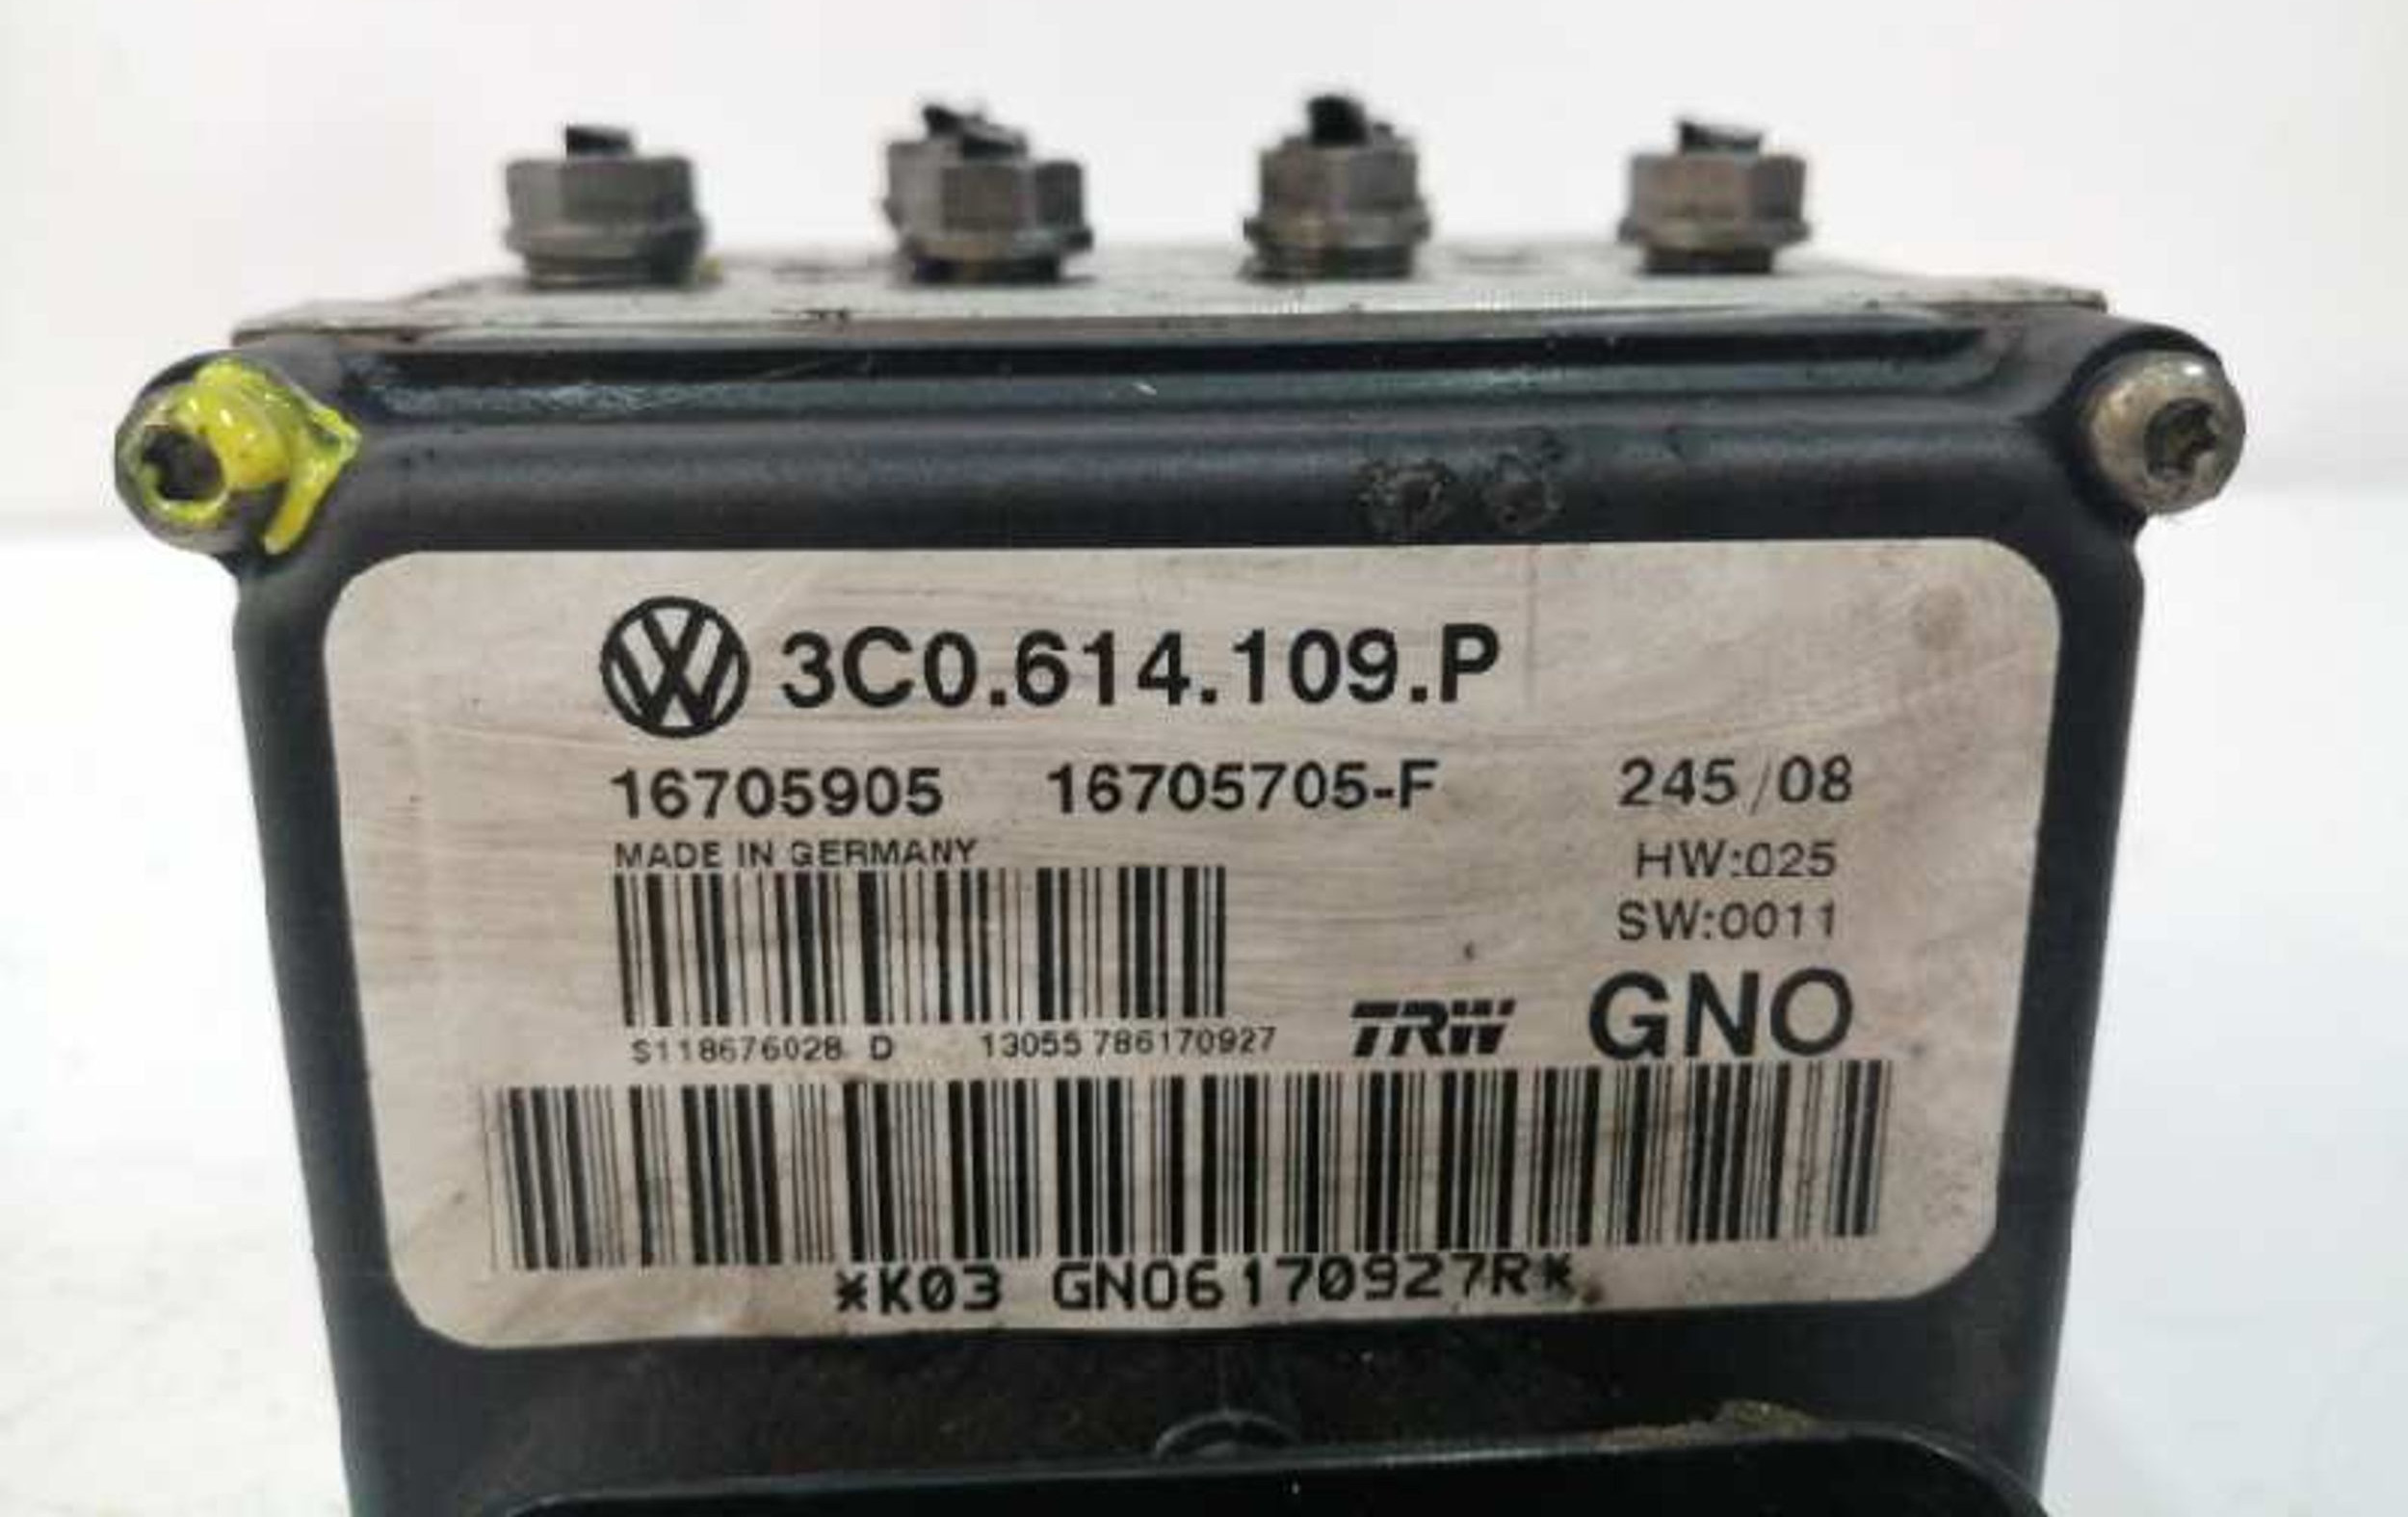 3C0.614.109.P
16705905 16705705-F 245/08
MADE IN GERMANY HW:025
SW:0011
S118676028 D 13055 786170927 TRW GNO
*K03 GNO6170927R*